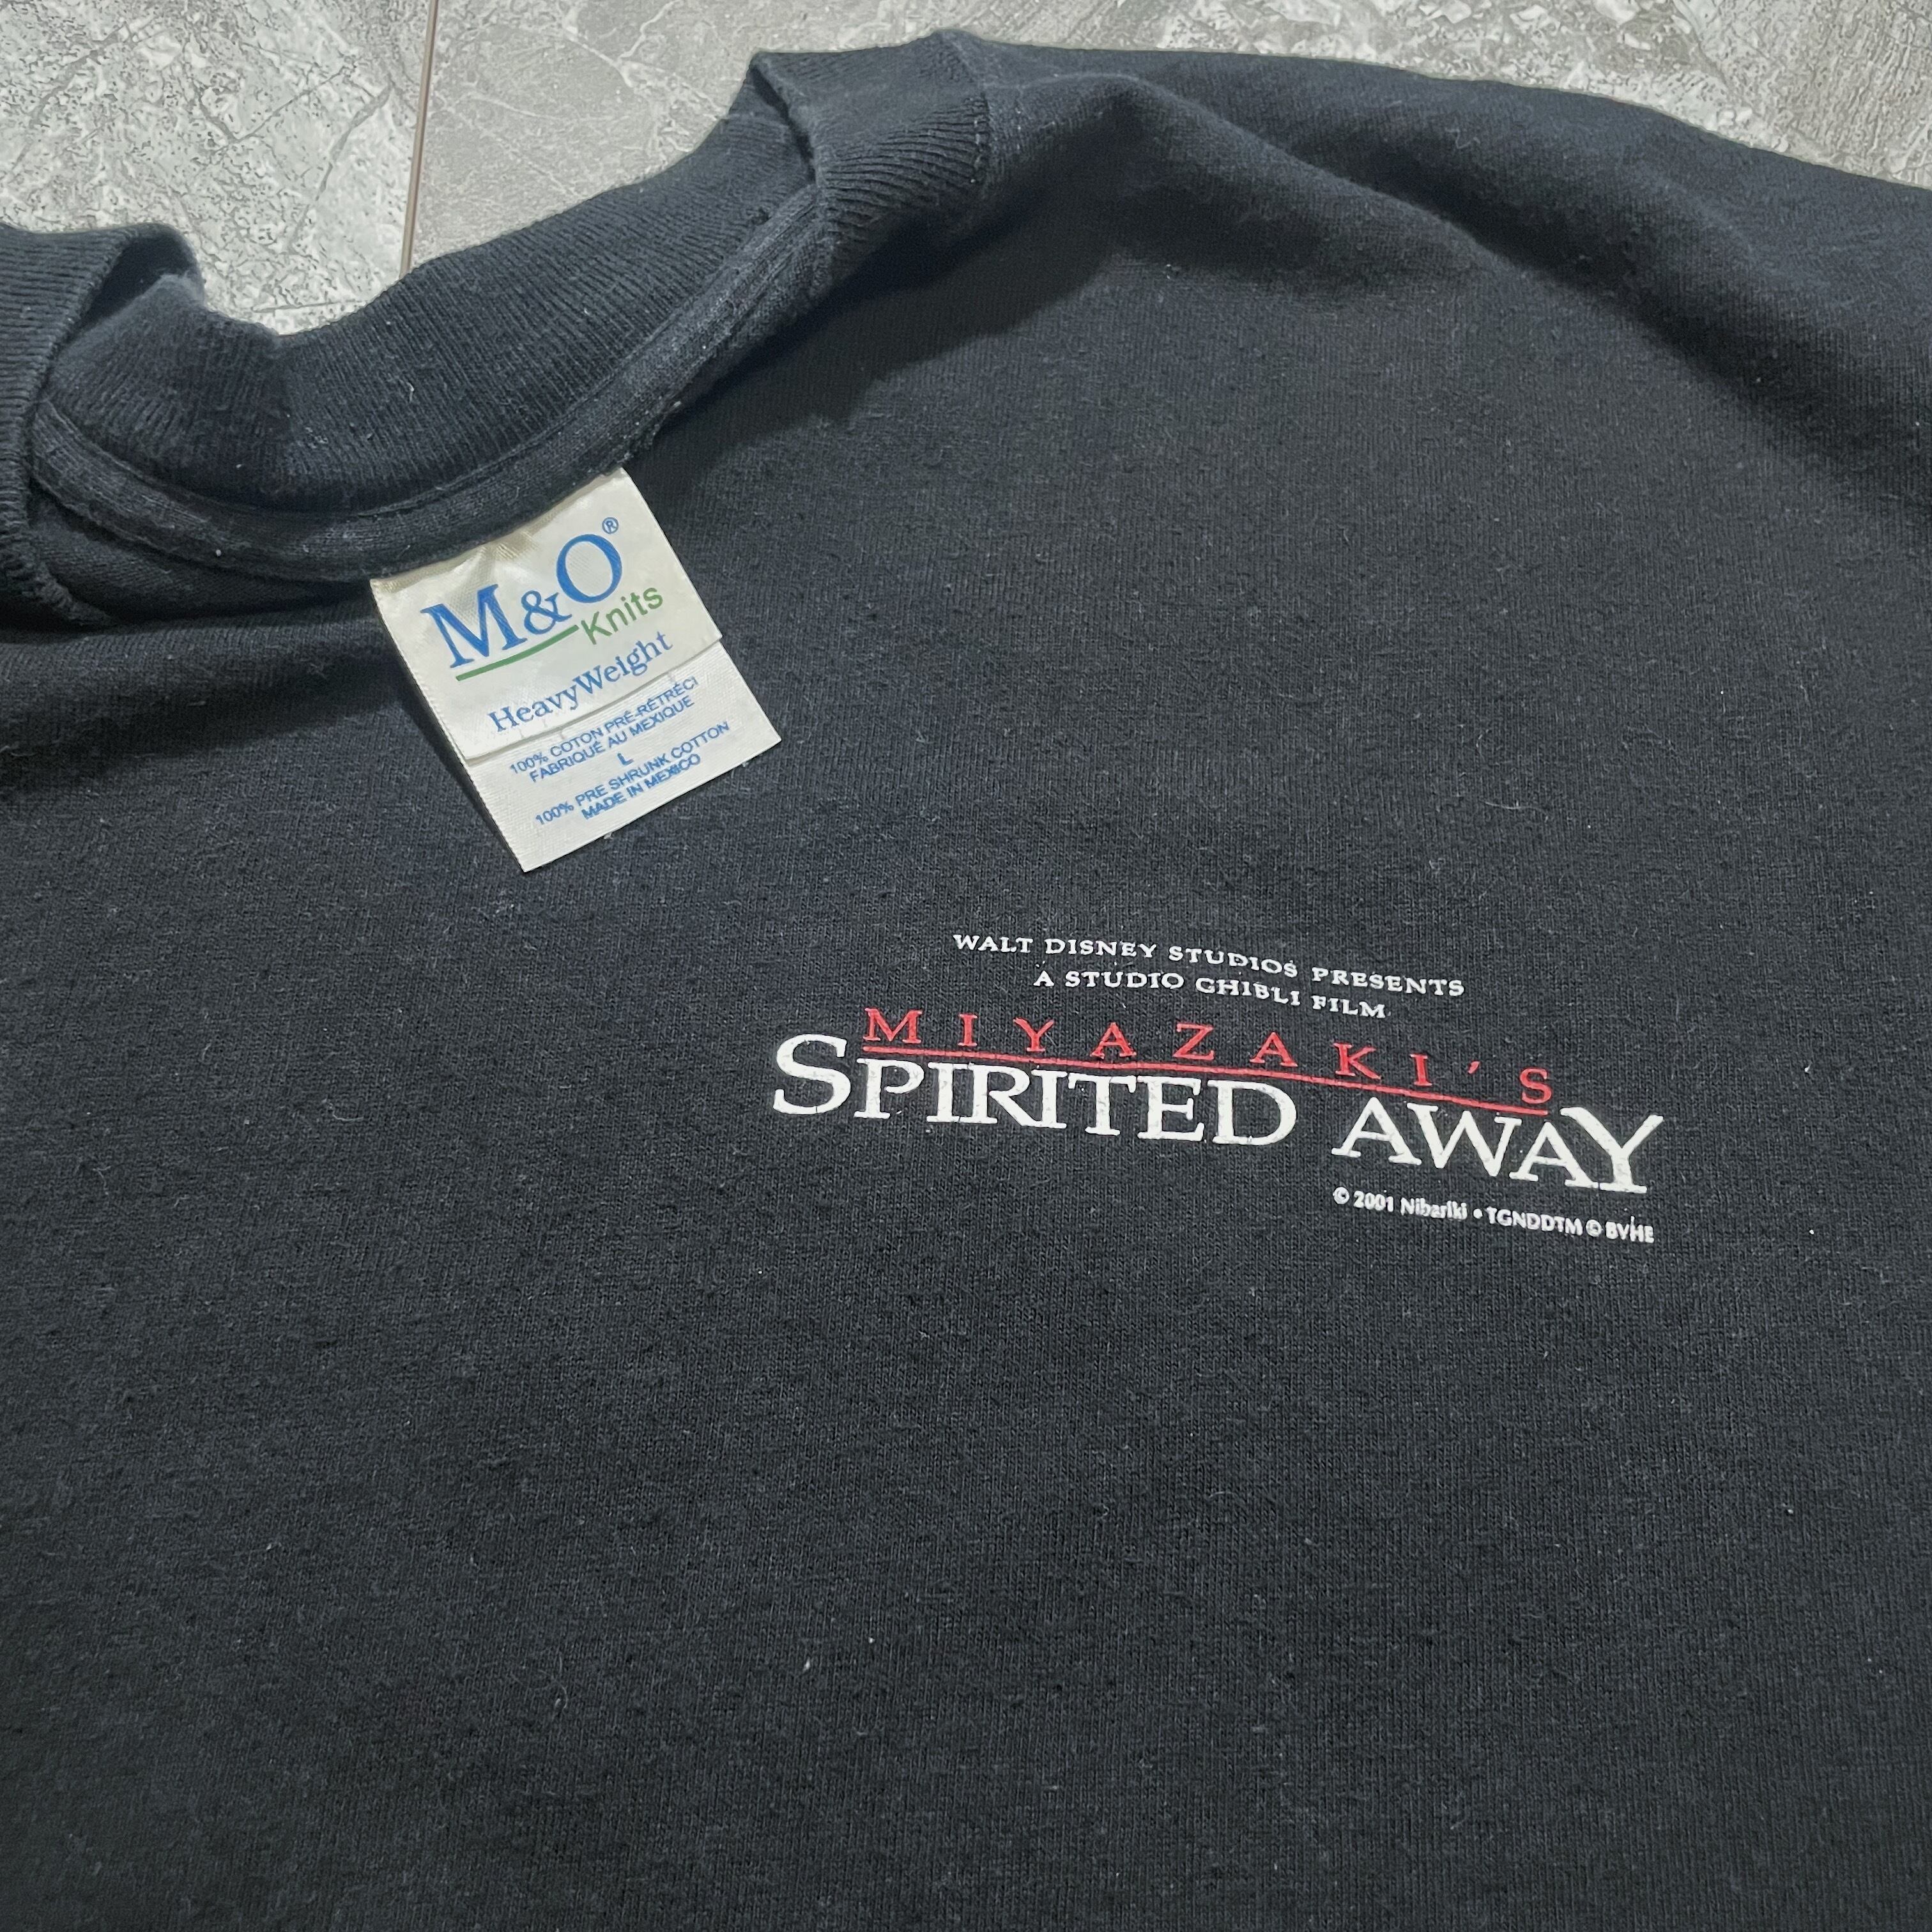 M&O®
Knits
HeavyWeight
100% COTON PRÉ-RÉTRÉCI
FABRIQUÉ AU MEXIQUE
L
100% PRE SHRUNK COTTON
MADE IN MEXICO
WALT DISNEY STUDIOS PRESENTS
A STUDIO GHIBLI FILM
MIYAZAKI'S
SPIRITED AWAY
© 2001 Nibariki • TGNDDTM © BVHE